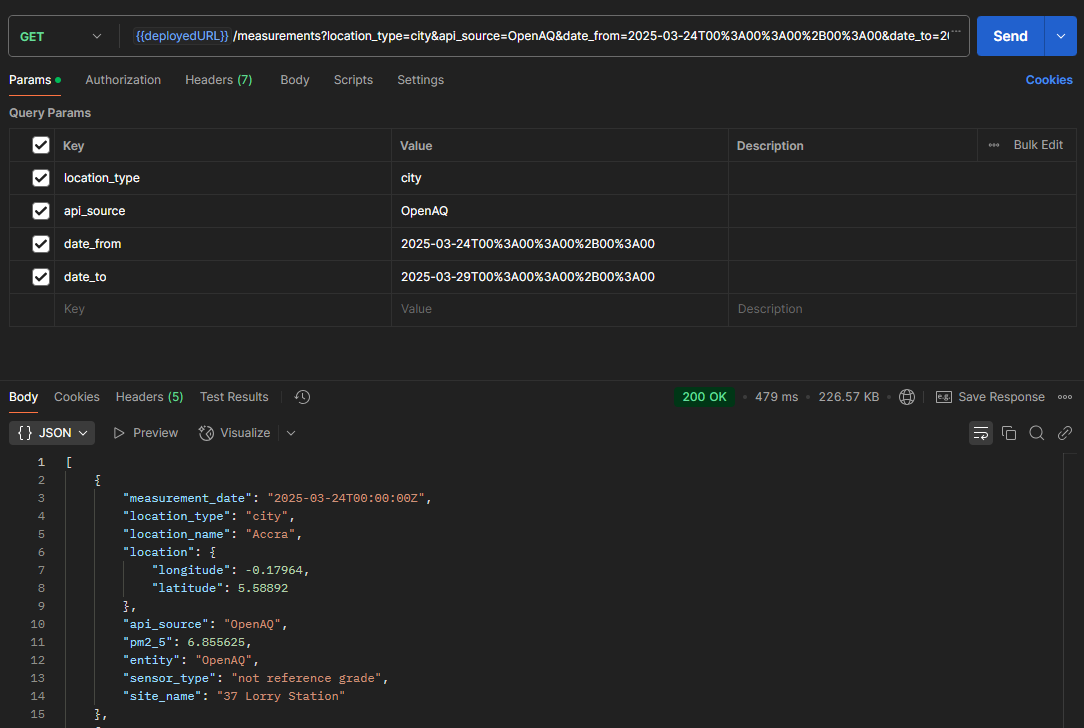 GET {{deployedURL}} /measurements?location_type=city&api_source=OpenAQ&date_from=2025-03-24T00%3A00%3A00%2B00%3A00&date_to=20 ... Send
Params Authorization Headers (7) Body Scripts Settings Cookies
Query Params
Key Value Description ... Bulk Edit
location_type city
api_source OpenAQ
date_from 2025-03-24T00%3A00%3A00%2B00%3A00
date_to 2025-03-29T00%3A00%3A00%2B00%3A00
Key Value Description
Body Cookies Headers (5) Test Results 200 OK • 479 ms • 226.57 KB • e.g. Save Response ...
{} JSON Preview Visualize
1 [
2 {
3 "measurement_date": "2025-03-24T00:00:00Z",
4 "location_type": "city",
5 "location_name": "Accra",
6 "location": {
7 "longitude": -0.17964,
8 "latitude": 5.58892
9 },
10 "api_source": "OpenAQ",
11 "pm2_5": 6.855625,
12 "entity": "OpenAQ",
13 "sensor_type": "not reference grade",
14 "site_name": "37 Lorry Station"
15 },